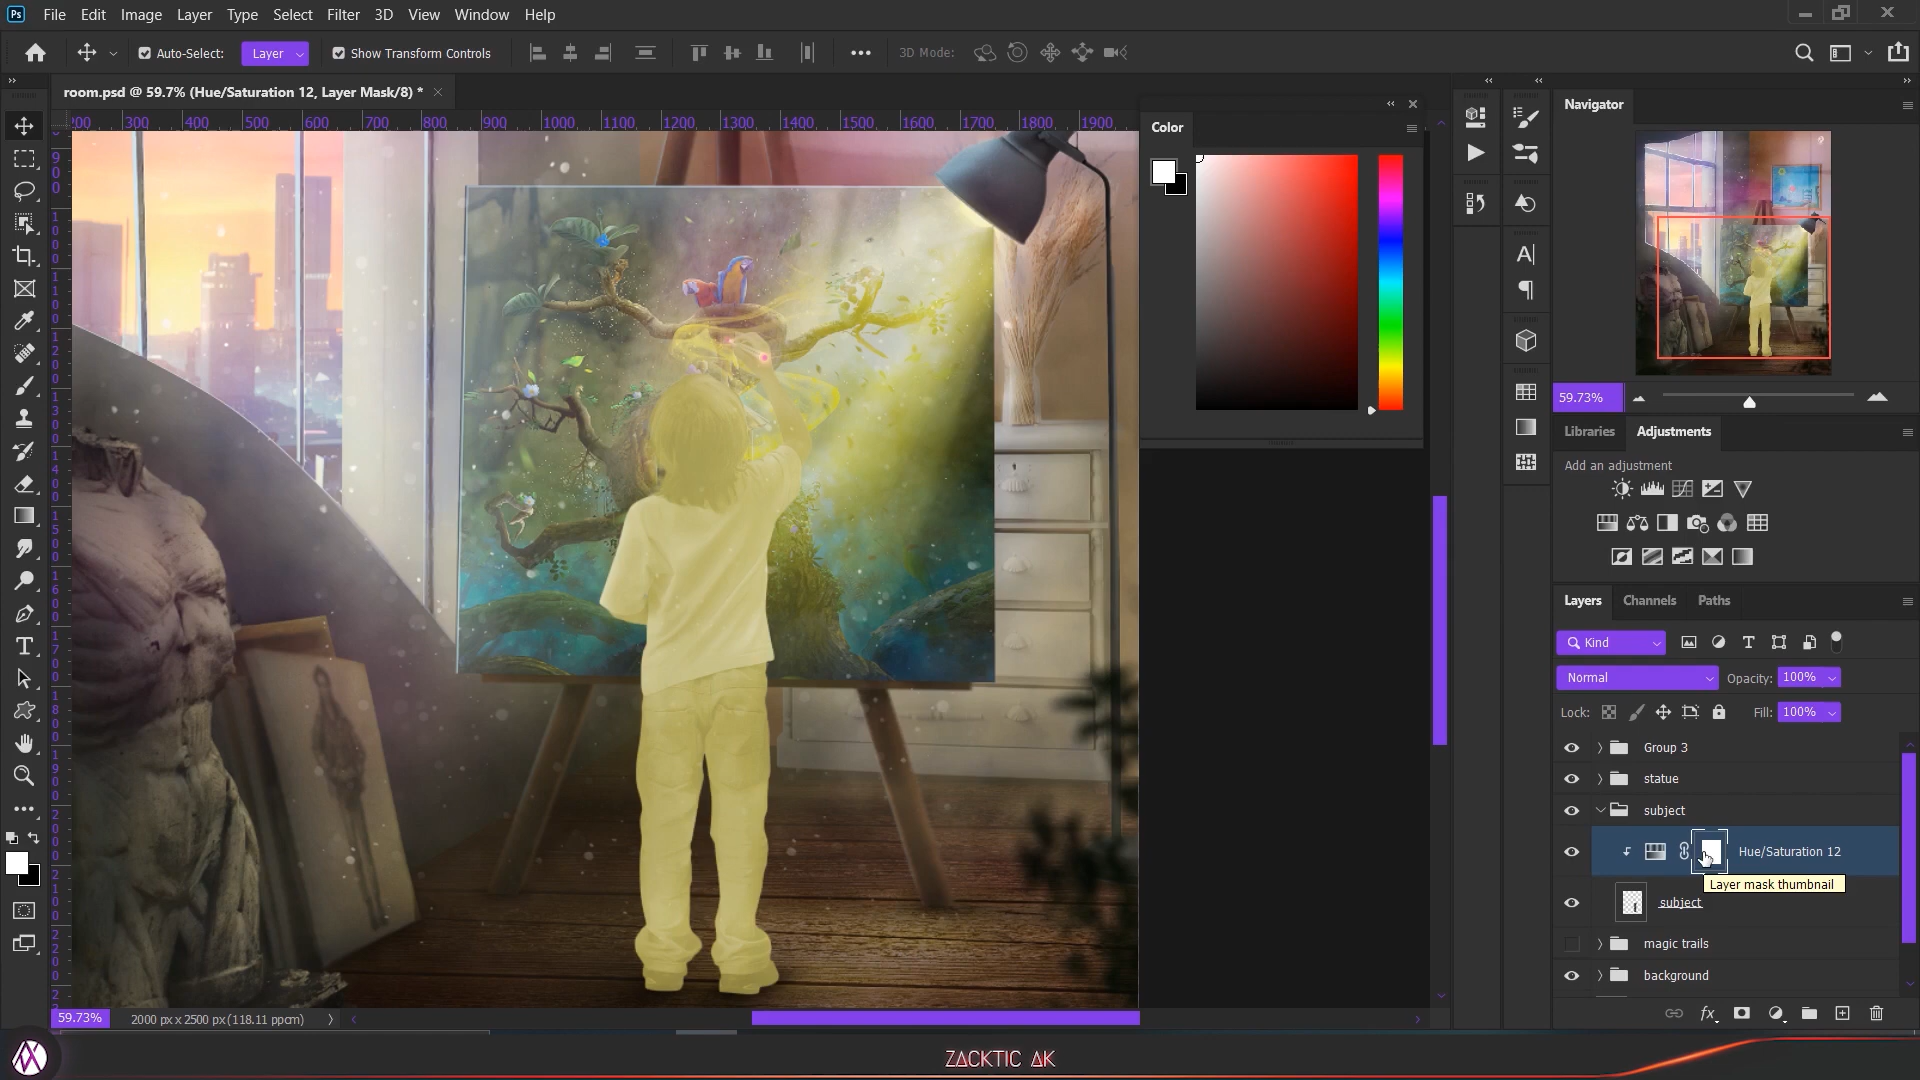 Ps File Edit Image Layer Type Select Filter 3D View Window Help
Auto-Select: Layer Show Transform Controls 3D Mode:
room.psd @ 59.7% (Hue/Saturation 12, Layer Mask/8) *
200 300 400 500 600 700 800 900 1000 1100 1200 1300 1400 1500 1600 1700 1800 1900
Color
Navigator
59.73%
Libraries Adjustments
Add an adjustment
Layers Channels Paths
Kind
Normal Opacity: 100%
Lock: Fill: 100%
Group 3
statue
subject
Hue/Saturation 12
Layer mask thumbnail
subject
magic trails
background
59.73% 2000 px x 2500 px (118.11 ppcm)
ZACKTIC AK